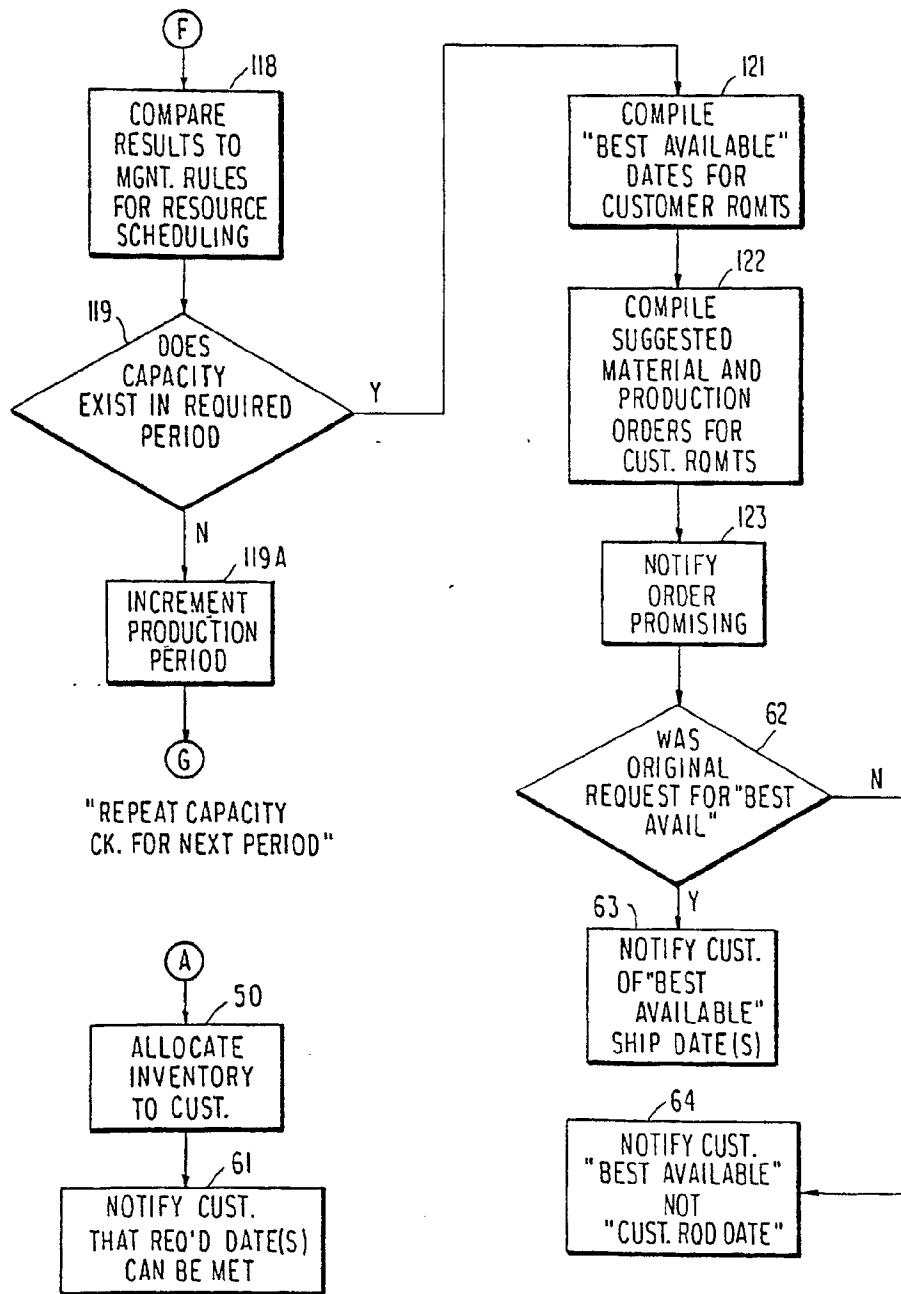 F
118
COMPARE
RESULTS TO
MGNT. RULES
FOR RESOURCE
SCHEDULING
119
DOES
CAPACITY
EXIST IN REQUIRED
PERIOD
Y
N
119A
INCREMENT
PRODUCTION
PERIOD
G
"REPEAT CAPACITY
CK. FOR NEXT PERIOD"
A
50
ALLOCATE
INVENTORY
TO CUST.
61
NOTIFY CUST.
THAT REQ'D DATE(S)
CAN BE MET
121
COMPILE
"BEST AVAILABLE"
DATES FOR
CUSTOMER RQMTS
122
COMPILE
SUGGESTED
MATERIAL AND
PRODUCTION
ORDERS FOR
CUST. RQMTS
123
NOTIFY
ORDER
PROMISING
62
WAS
ORIGINAL
REQUEST FOR "BEST
AVAIL"
N
Y
63
NOTIFY CUST.
OF "BEST
AVAILABLE"
SHIP DATE(S)
64
NOTIFY CUST.
"BEST AVAILABLE"
NOT
"CUST. RQD DATE"